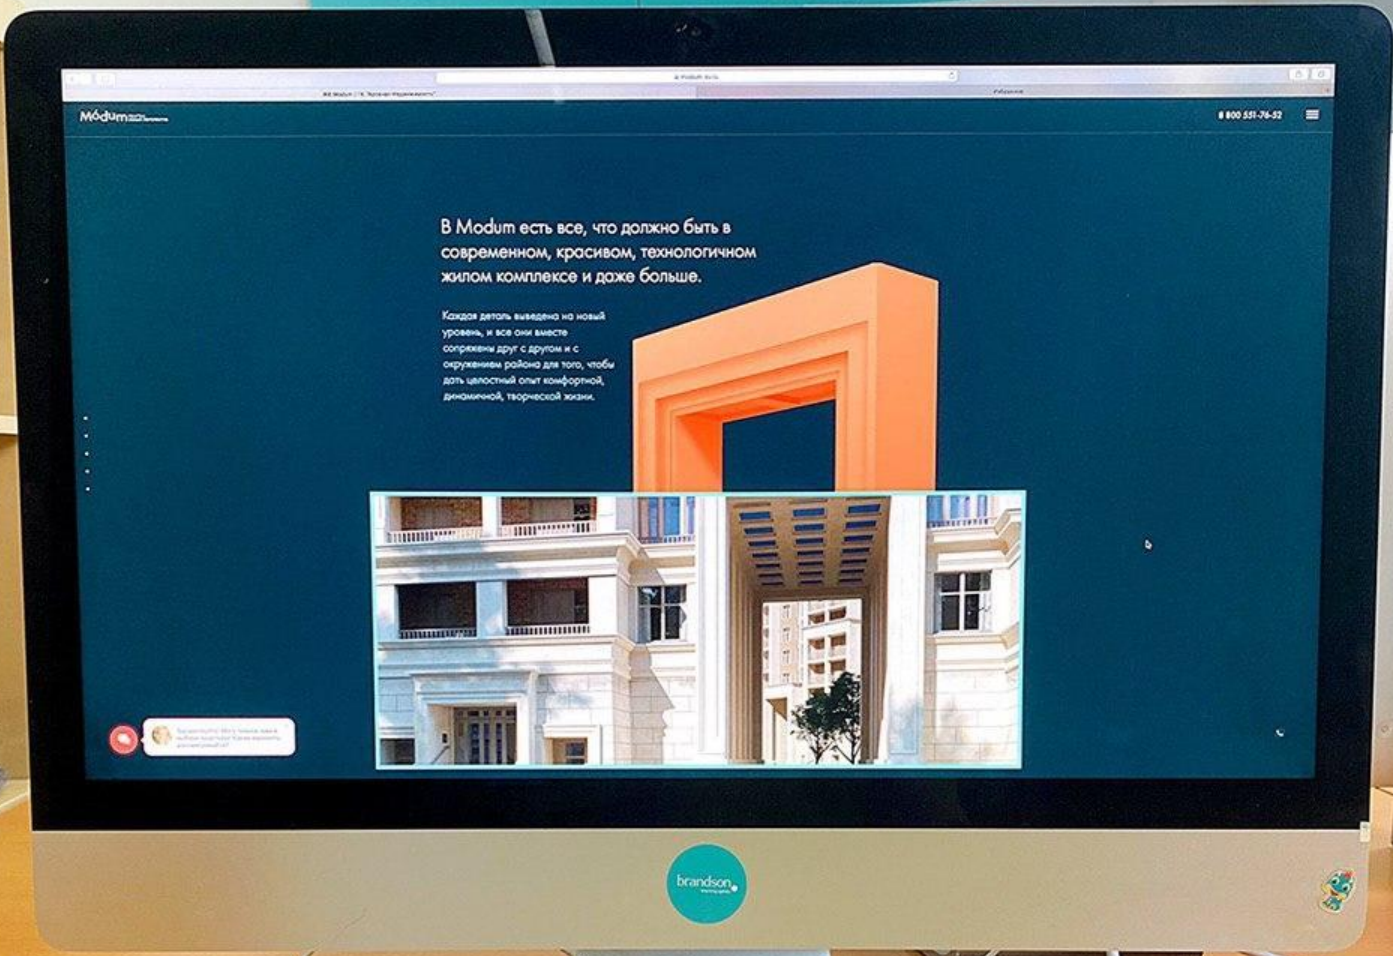 Módum
8 800 551-76-52
В Modum есть все, что должно быть в
современном, красивом, технологичном
жилом комплексе и даже больше.
Каждая деталь выведена на новый
уровень, и все они вместе
сопряжены друг с другом и с
окружением района для того, чтобы
дать целостный опыт комфортной,
динамичной, творческой жизни.
brandson